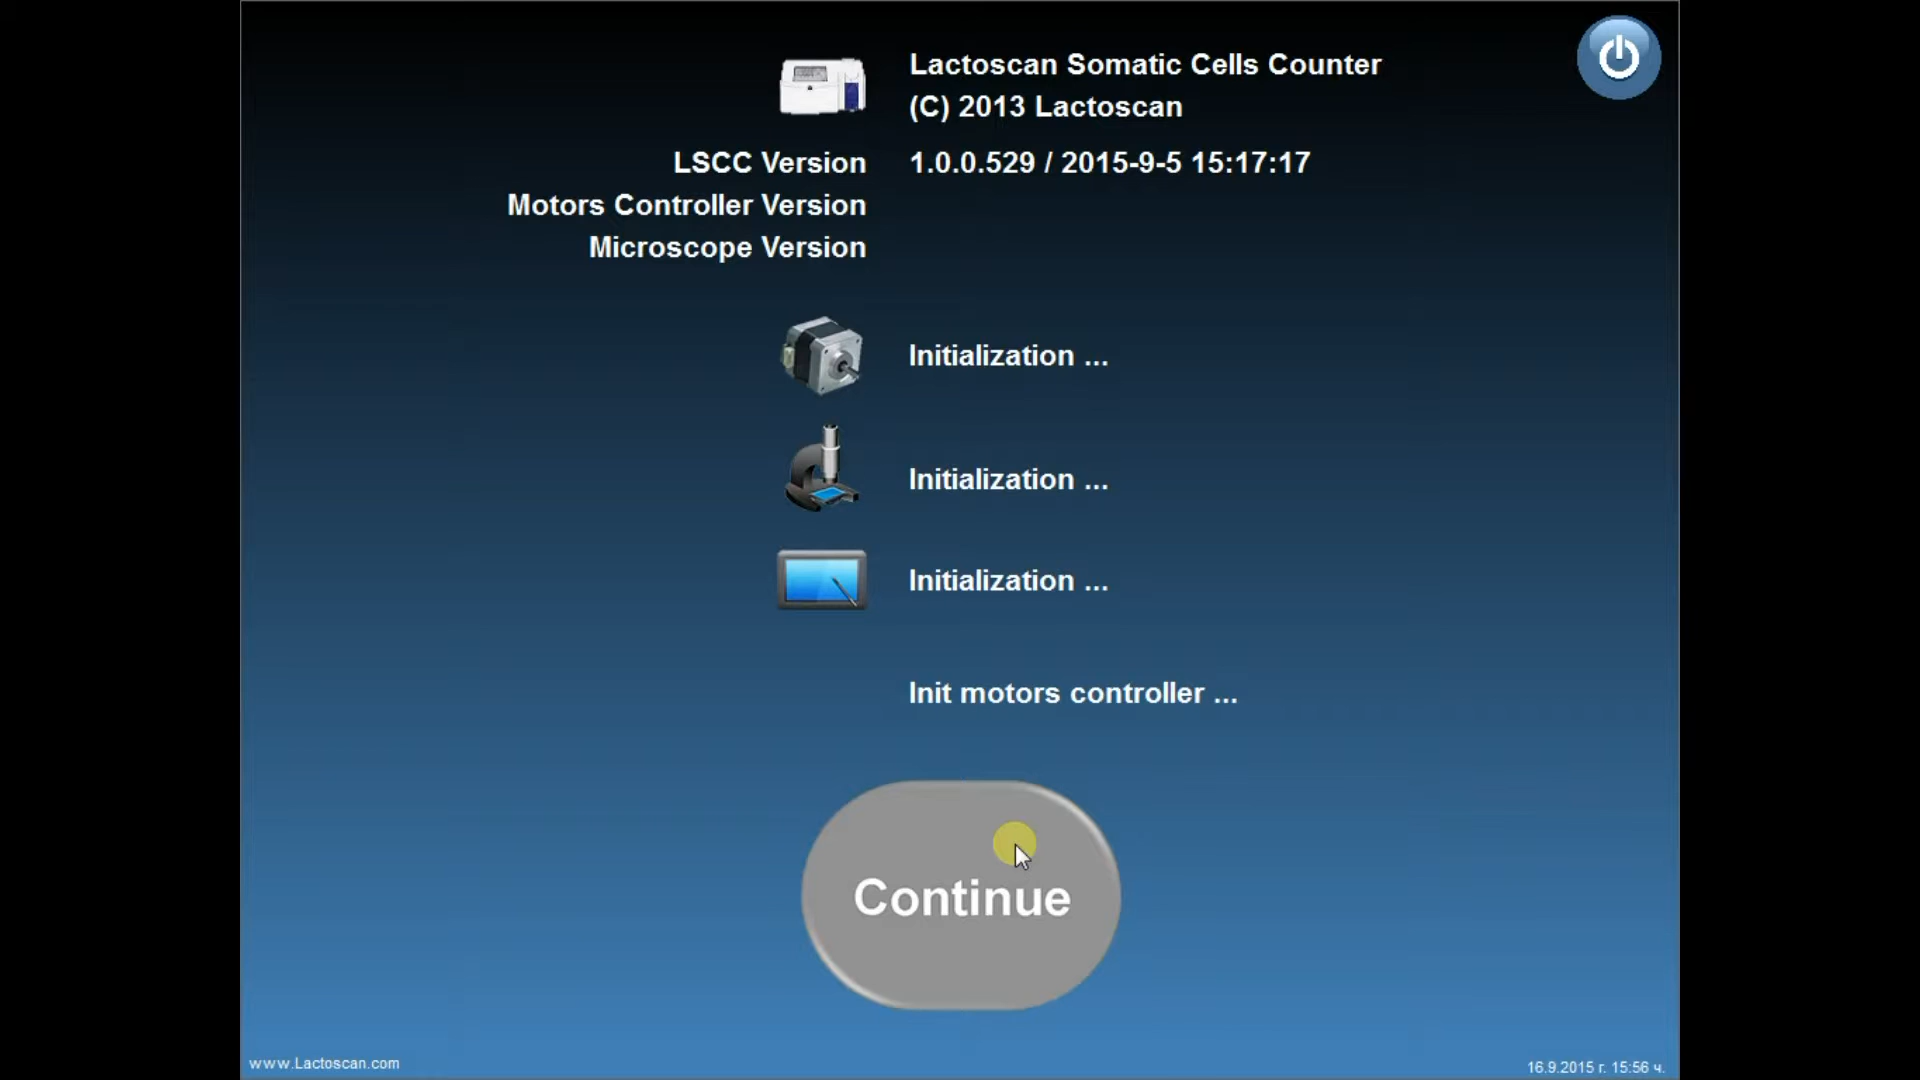 Lactoscan Somatic Cells Counter
(C) 2013 Lactoscan
LSCC Version 1.0.0.529 / 2015-9-5 15:17:17
Motors Controller Version
Microscope Version
Initialization ...
Initialization ...
Initialization ...
Init motors controller ...
Continue
www.Lactoscan.com
16.9.2015 г. 15:56 ч.